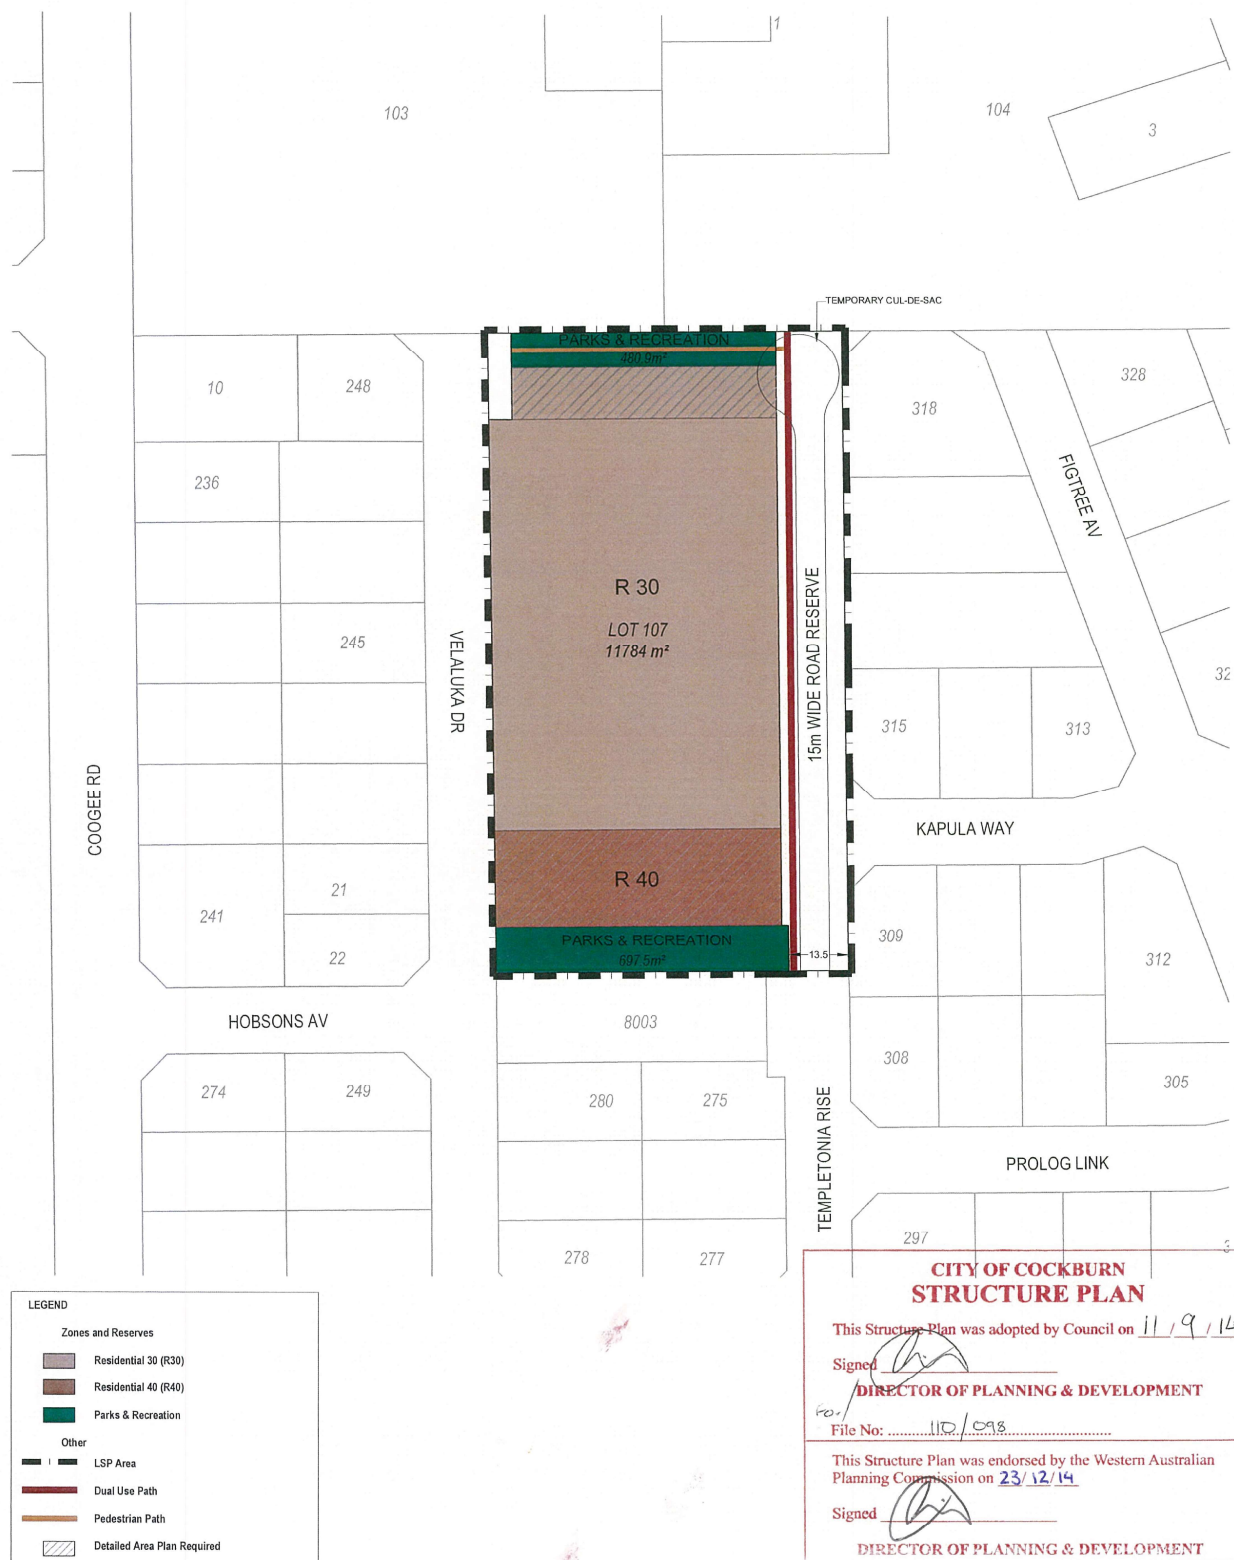 1
103
104
3
TEMPORARY CUL-DE-SAC
PARKS & RECREATION
480.9m²
10
248
318
328
236
FIGTREE AV
R 30
LOT 107
11784 m²
15m WIDE ROAD RESERVE
245
VELALUKA DR
32
315
313
COOGEE RD
KAPULA WAY
R 40
21
241
22
309
312
PARKS & RECREATION
697.5m²
13.5
HOBSONS AV
8003
274
249
280
275
308
305
TEMPLETONIA RISE
PROLOG LINK
278
277
297
LEGEND
Zones and Reserves
Residential 30 (R30)
Residential 40 (R40)
Parks & Recreation
Other
LSP Area
Dual Use Path
Pedestrian Path
Detailed Area Plan Required
CITY OF COCKBURN
STRUCTURE PLAN
This Structure Plan was adopted by Council on 11/9/14
Signed
DIRECTOR OF PLANNING & DEVELOPMENT
For/
File No: 110/098
This Structure Plan was endorsed by the Western Australian
Planning Commission on 23/12/14
Signed
DIRECTOR OF PLANNING & DEVELOPMENT